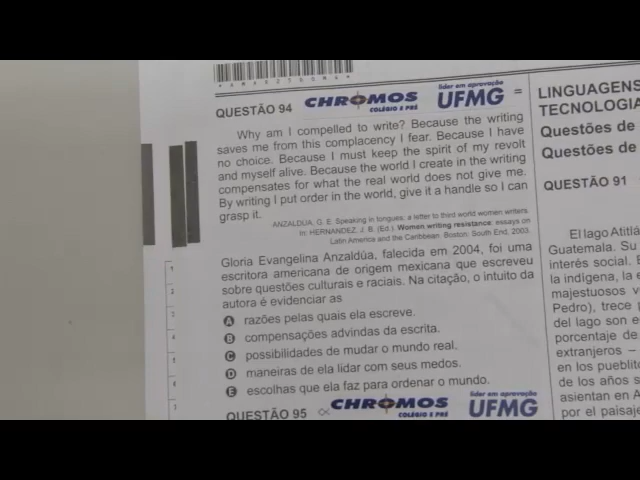 QUESTÃO 94 CHROMOS COLÉGIO E PRÉ líder em aprovação UFMG
Why am I compelled to write? Because the writing
saves me from this complacency I fear. Because I have
no choice. Because I must keep the spirit of my revolt
and myself alive. Because the world I create in the writing
compensates for what the real world does not give me.
By writing I put order in the world, give it a handle so I can
grasp it.
ANZALDÚA, G. E. Speaking in tongues: a letter to third world women writers.
In: HERNANDEZ, J. B. (Ed.). Women writing resistance: essays on
Latin America and the Caribbean. Boston: South End, 2003.
Gloria Evangelina Anzaldúa, falecida em 2004, foi uma
escritora americana de origem mexicana que escreveu
sobre questões culturais e raciais. Na citação, o intuito da
autora é evidenciar as
A razões pelas quais ela escreve.
B compensações advindas da escrita.
C possibilidades de mudar o mundo real.
D maneiras de ela lidar com seus medos.
E escolhas que ela faz para ordenar o mundo.
QUESTÃO 95 CHROMOS COLÉGIO E PRÉ líder em aprovação UFMG
LINGUAGENS
TECNOLOGIA
Questões de
Questões de
QUESTÃO 91
El lago Atitlá
Guatemala. Su
interés social. E
la indígena, la e
majestuosos v
Pedro), trece p
del lago son e
porcentaje de
extranjeros –
en los pueblito
de los años s
asientan en A
por el paisaje